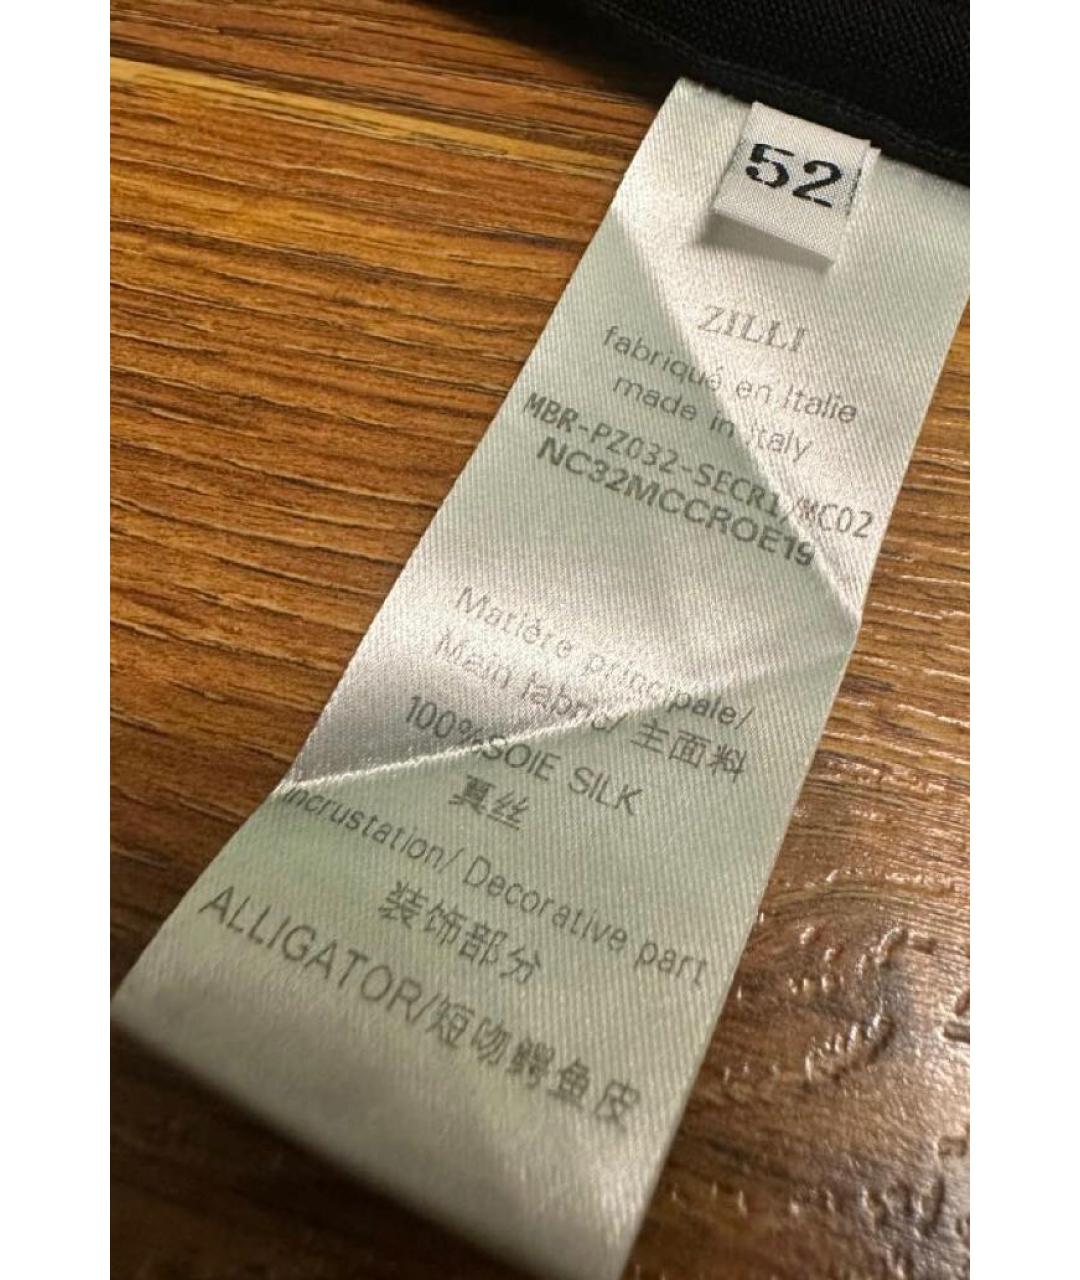 52
ZILLI
fabriqué en Italie
made in Italy
MBR-PZ032-SECR1/MC02
NC32MCCROE19
Matière principale/
Main fabric/ 主面料
100%SOIE SILK
真丝
Incrustation/ Decorative part
装饰部分
ALLIGATOR/短吻鳄鱼皮